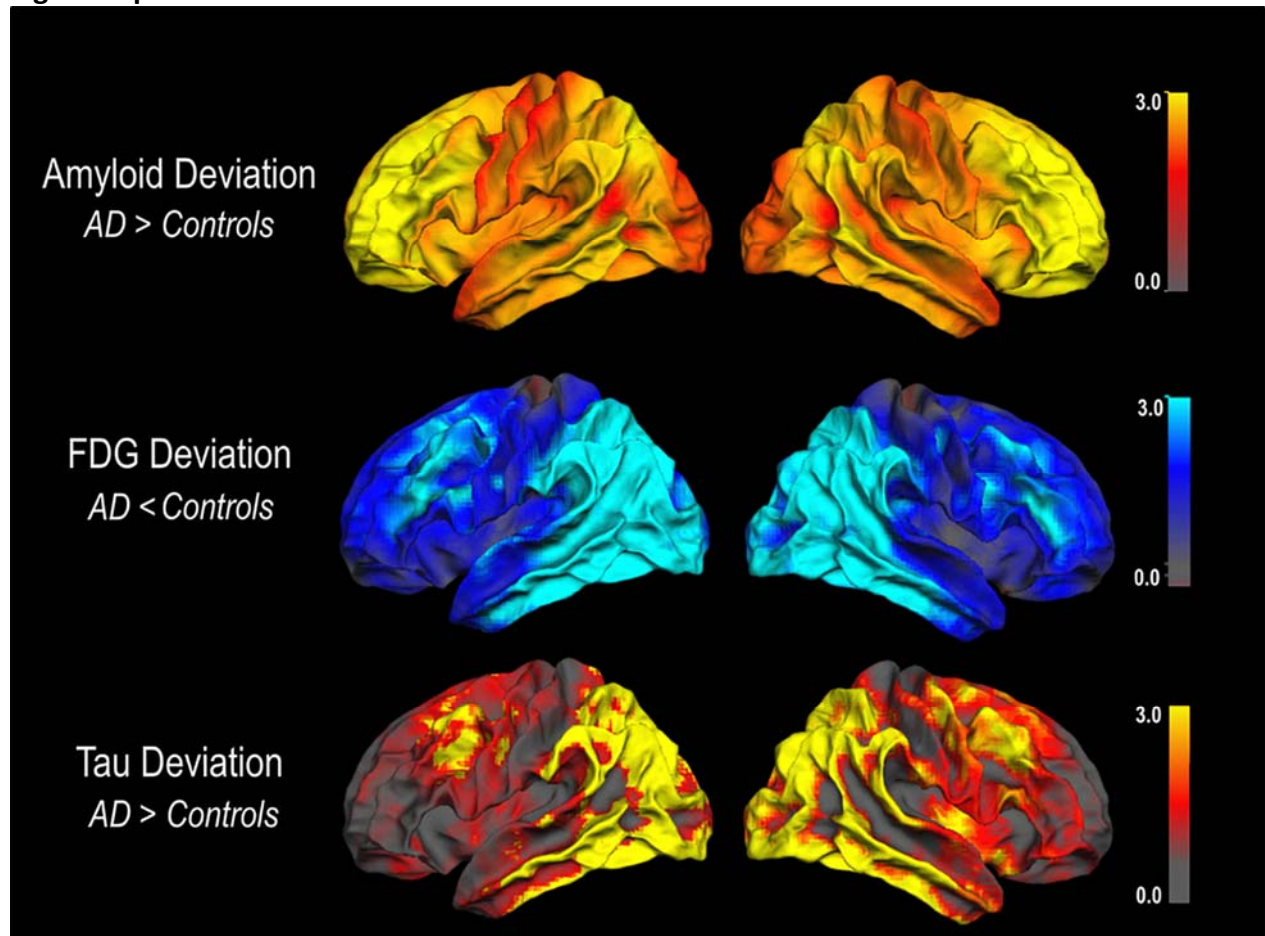 Amyloid Deviation
AD > Controls
3.0
0.0
FDG Deviation
AD < Controls
3.0
0.0
Tau Deviation
AD > Controls
3.0
0.0